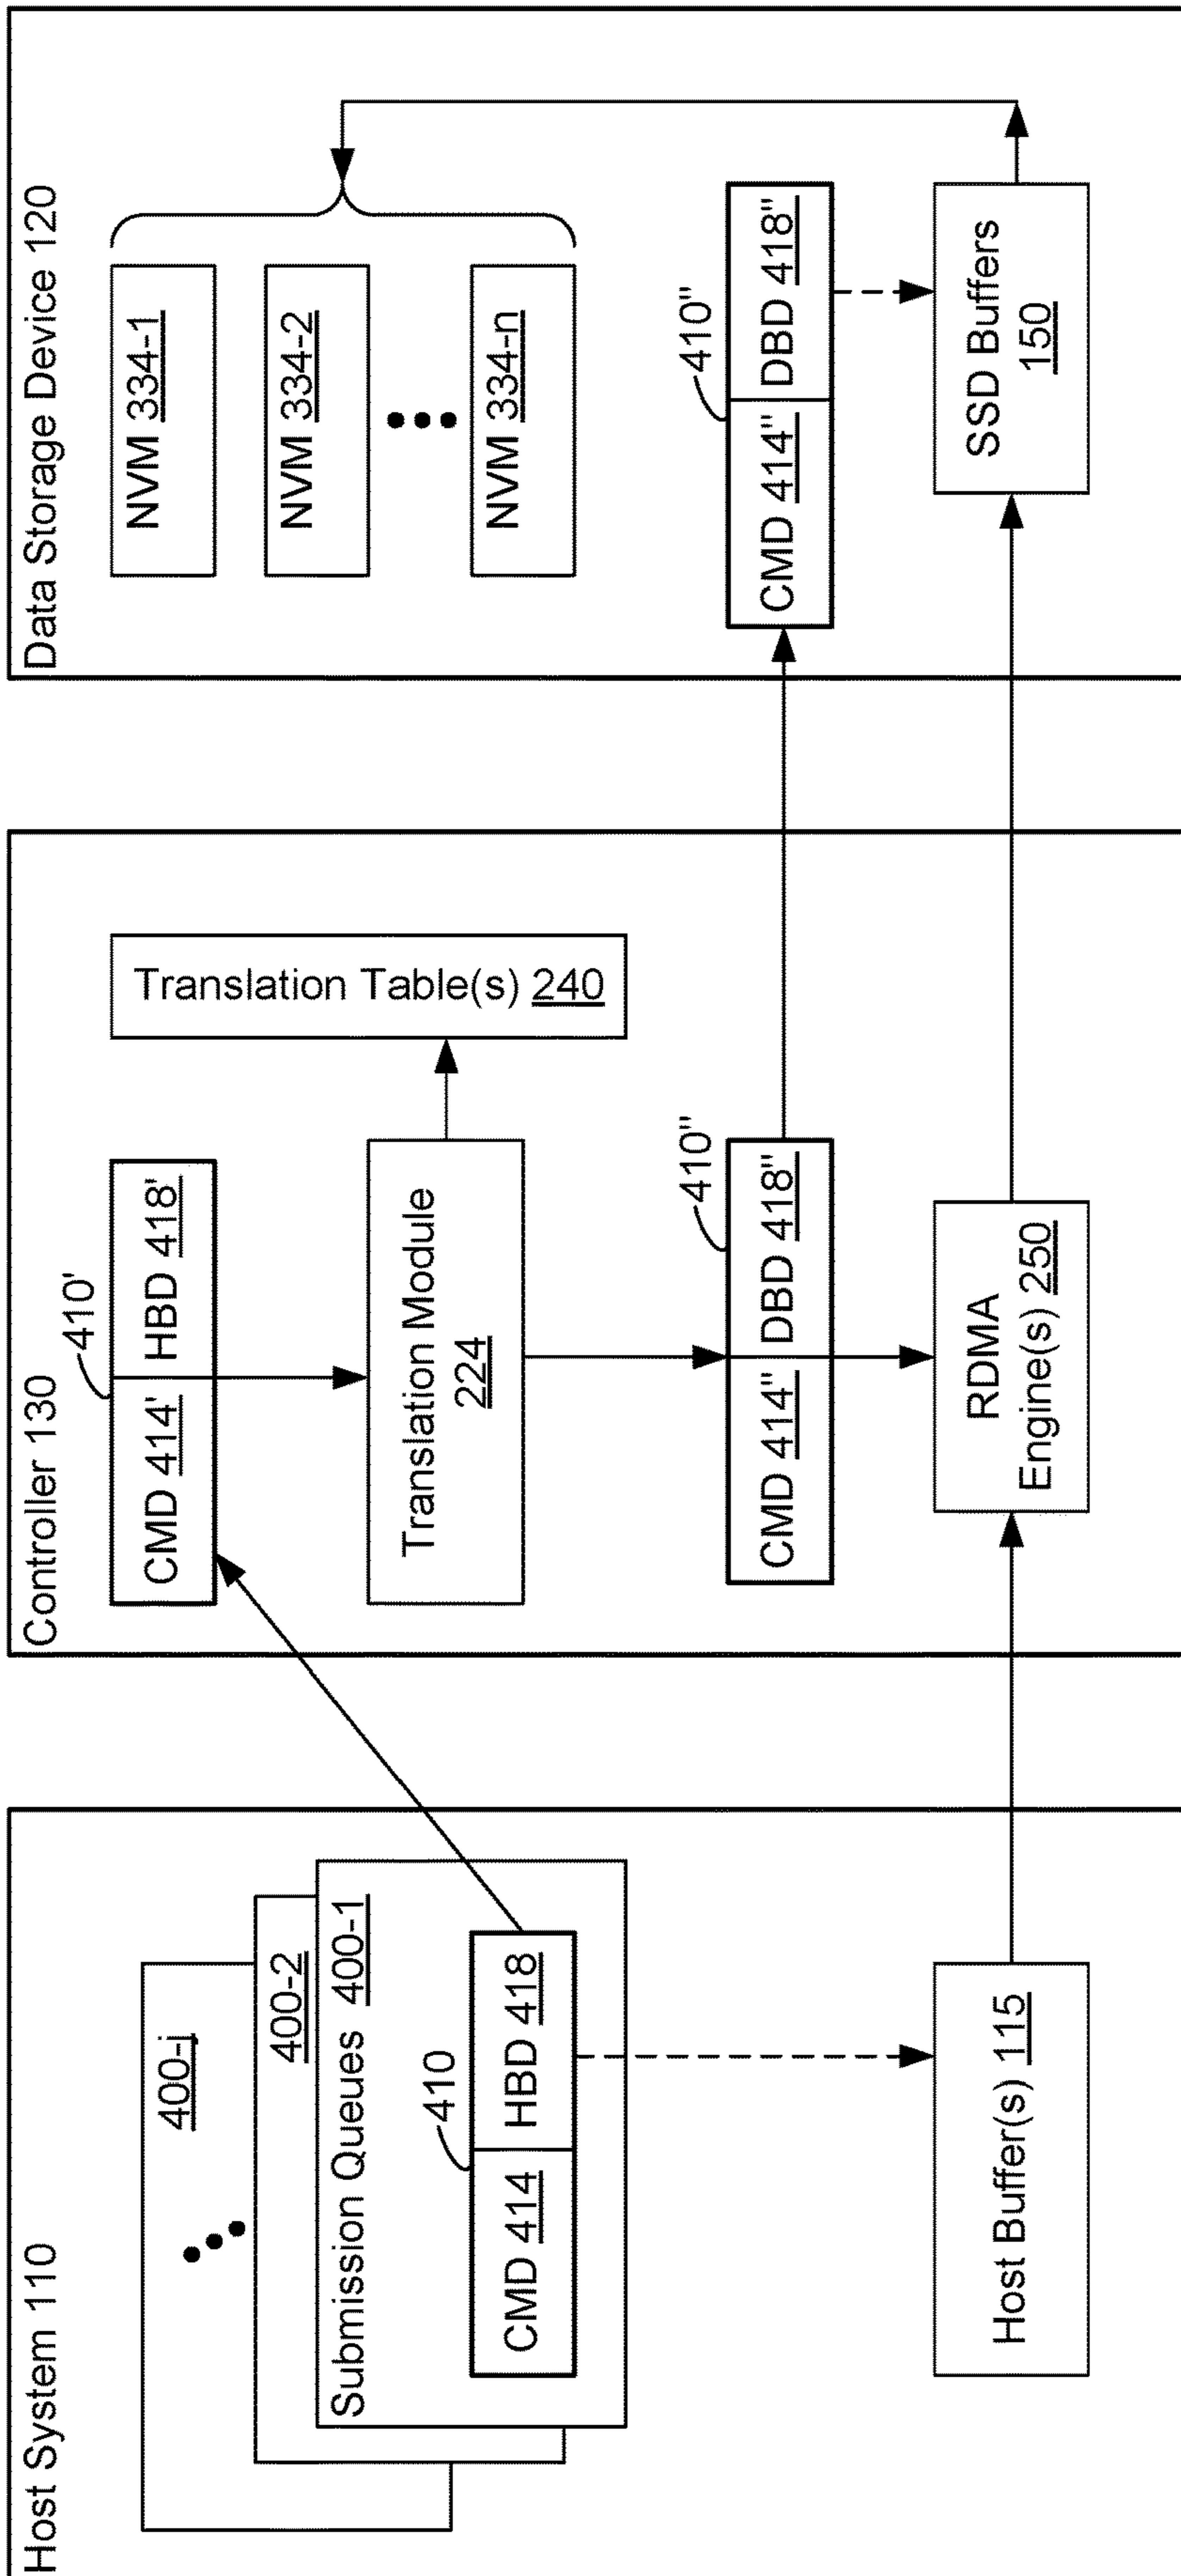 Host System 110
400-j
400-2
Submission Queues 400-1
410
CMD 414 HBD 418
Host Buffer(s) 115
Controller 130
410'
CMD 414' HBD 418'
Translation Table(s) 240
Translation Module
224
410"
CMD 414" DBD 418"
RDMA
Engine(s) 250
Data Storage Device 120
NVM 334-1
NVM 334-2
NVM 334-n
410"
CMD 414" DBD 418"
SSD Buffers
150